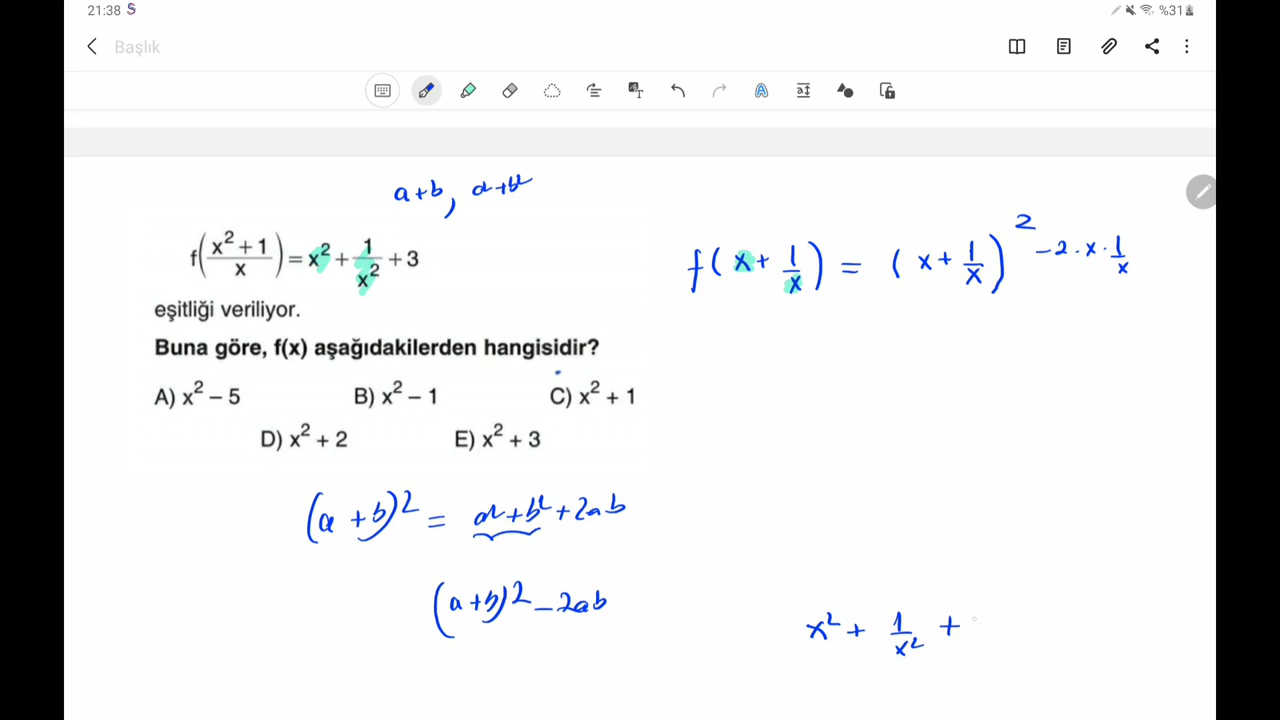 21:38 S
%31
Başlık
a+b, a²+b²
f(x²+1/x) = x² + 1/x² + 3
eşitliği veriliyor.
Buna göre, f(x) aşağıdakilerden hangisidir?
A) x² – 5 B) x² – 1 C) x² + 1
D) x² + 2 E) x² + 3
f(x + 1/x) = (x + 1/x)² – 2·x·1/x
(a + b)² = a²+b² + 2ab
(a+b)² – 2ab
x² + 1/x² +